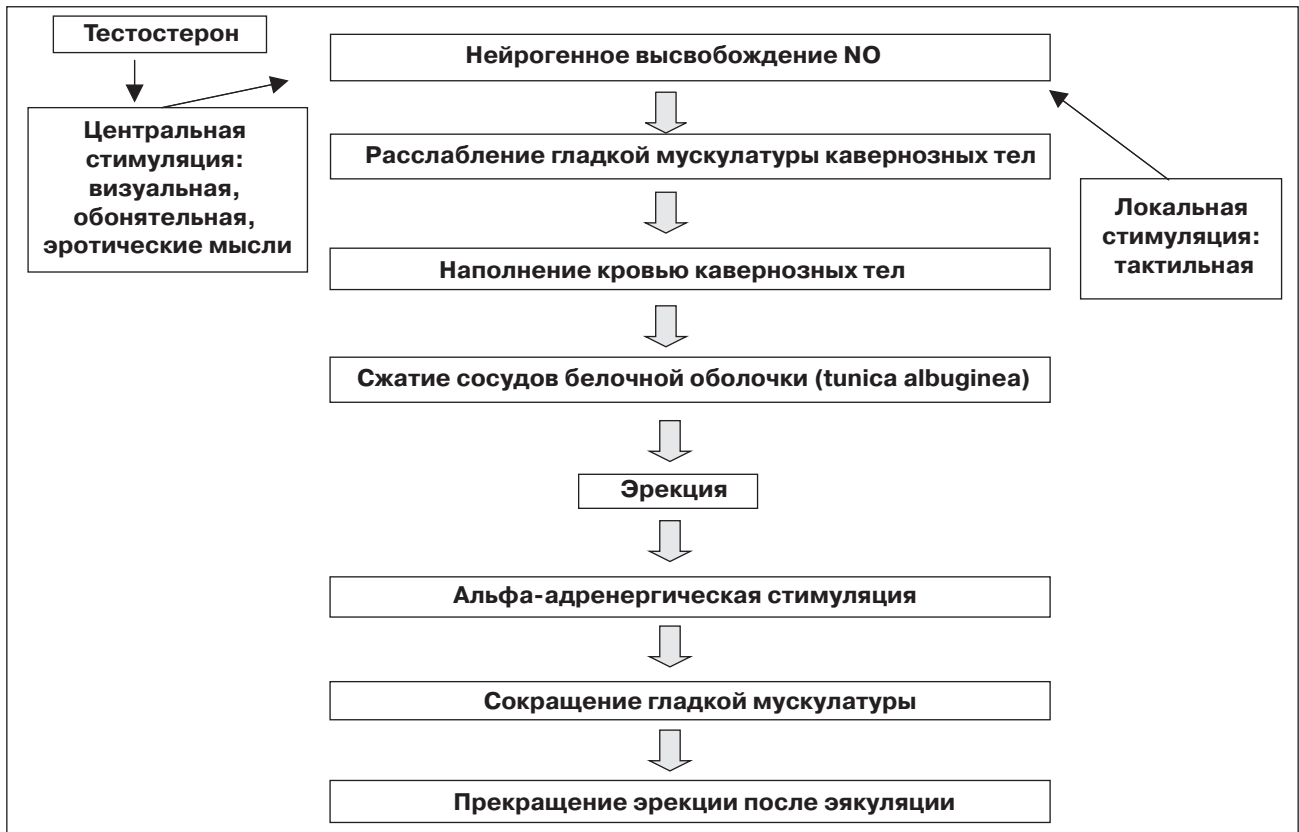 Тестостерон
Нейрогенное высвобождение NO
Центральная
стимуляция:
визуальная,
обонятельная,
эротические мысли
Расслабление гладкой мускулатуры кавернозных тел
Локальная
стимуляция:
тактильная
Наполнение кровью кавернозных тел
Сжатие сосудов белочной оболочки (tunica albuginea)
Эрекция
Альфа-адренергическая стимуляция
Сокращение гладкой мускулатуры
Прекращение эрекции после эякуляции